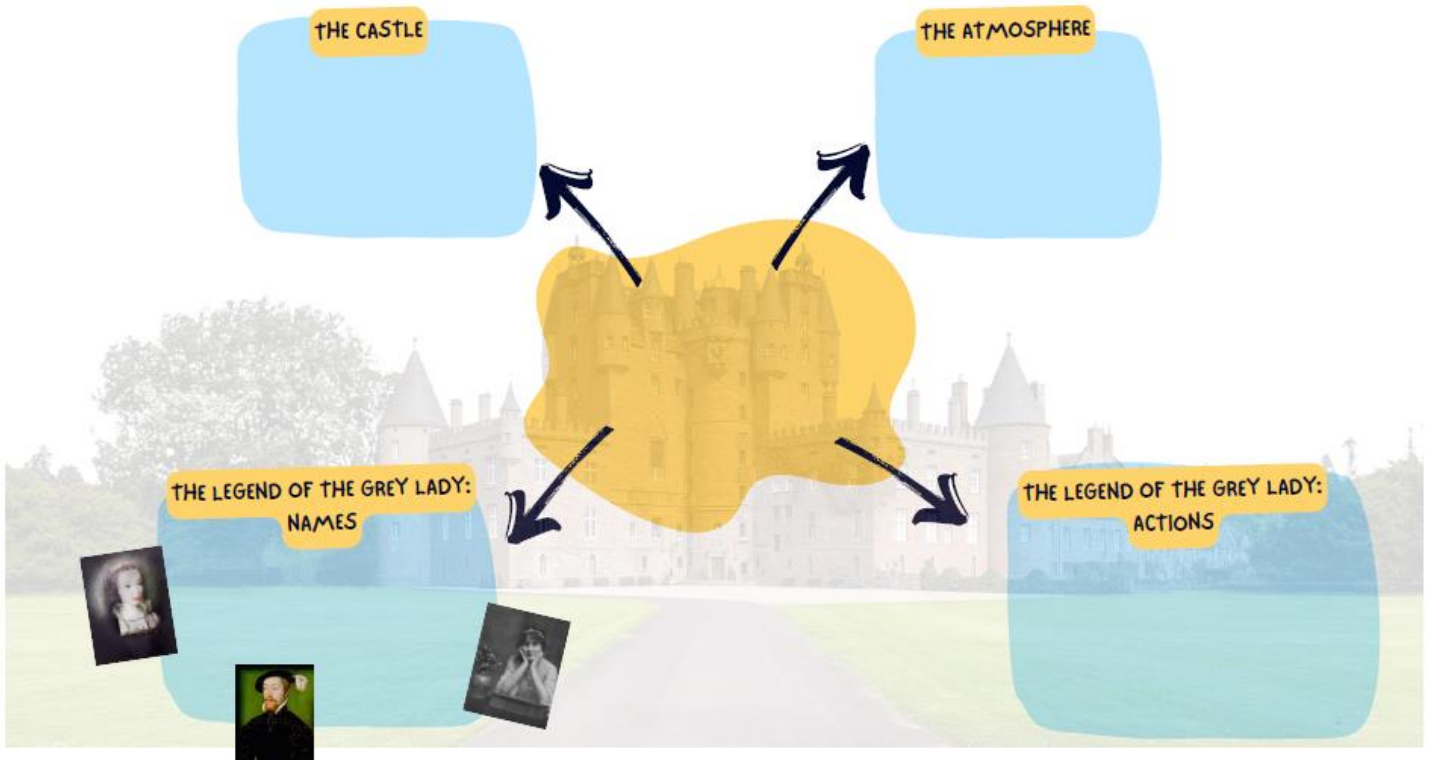 THE CASTLE
THE ATMOSPHERE
THE LEGEND OF THE GREY LADY:
NAMES
THE LEGEND OF THE GREY LADY:
ACTIONS